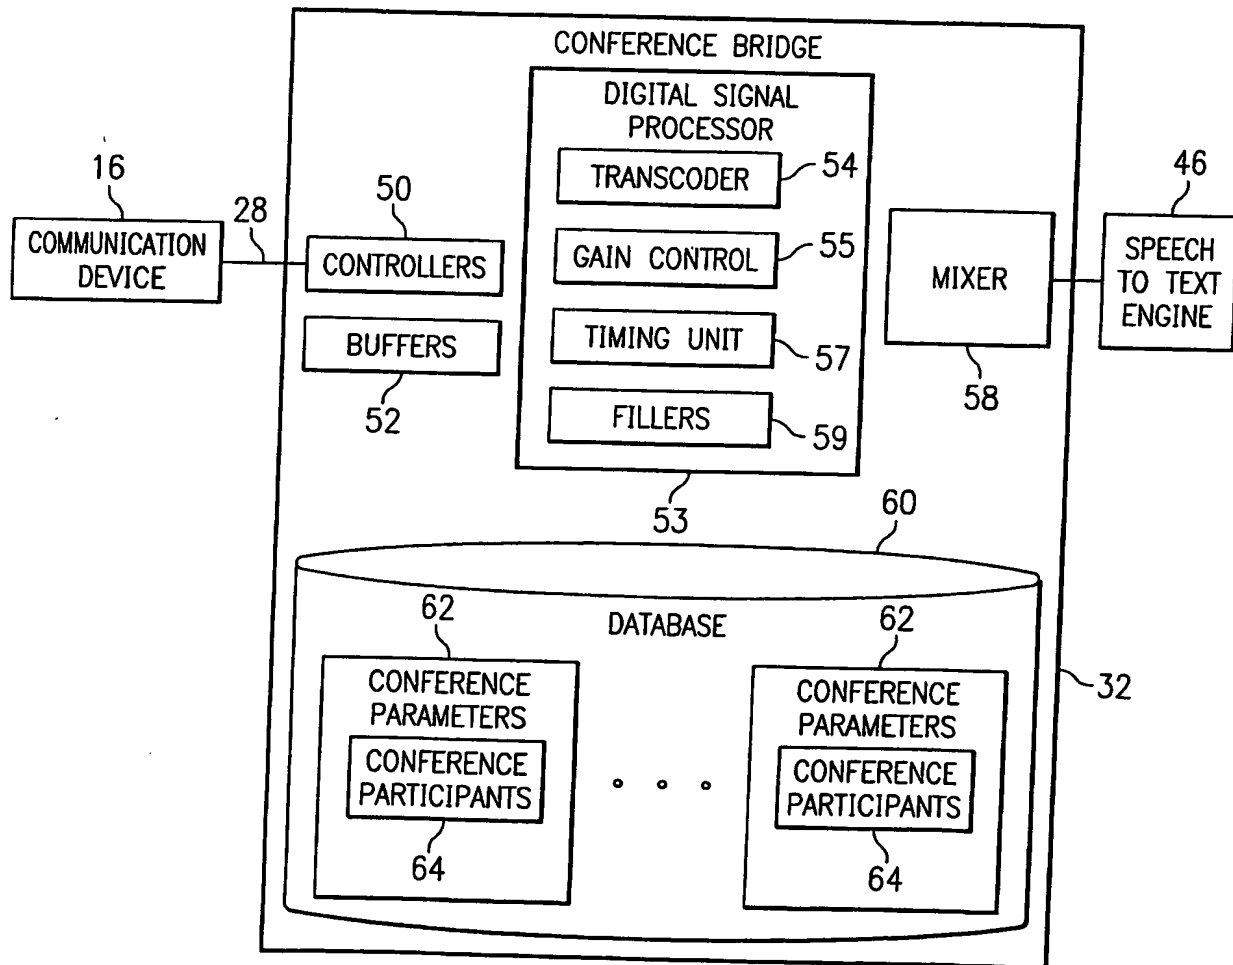 CONFERENCE BRIDGE
DIGITAL SIGNAL
PROCESSOR
TRANSCODER
54
GAIN CONTROL
55
TIMING UNIT
57
FILLERS
59
53
16
COMMUNICATION
DEVICE
28
50
CONTROLLERS
BUFFERS
52
MIXER
58
46
SPEECH
TO TEXT
ENGINE
60
DATABASE
62
CONFERENCE
PARAMETERS
CONFERENCE
PARTICIPANTS
64
62
CONFERENCE
PARAMETERS
CONFERENCE
PARTICIPANTS
64
32